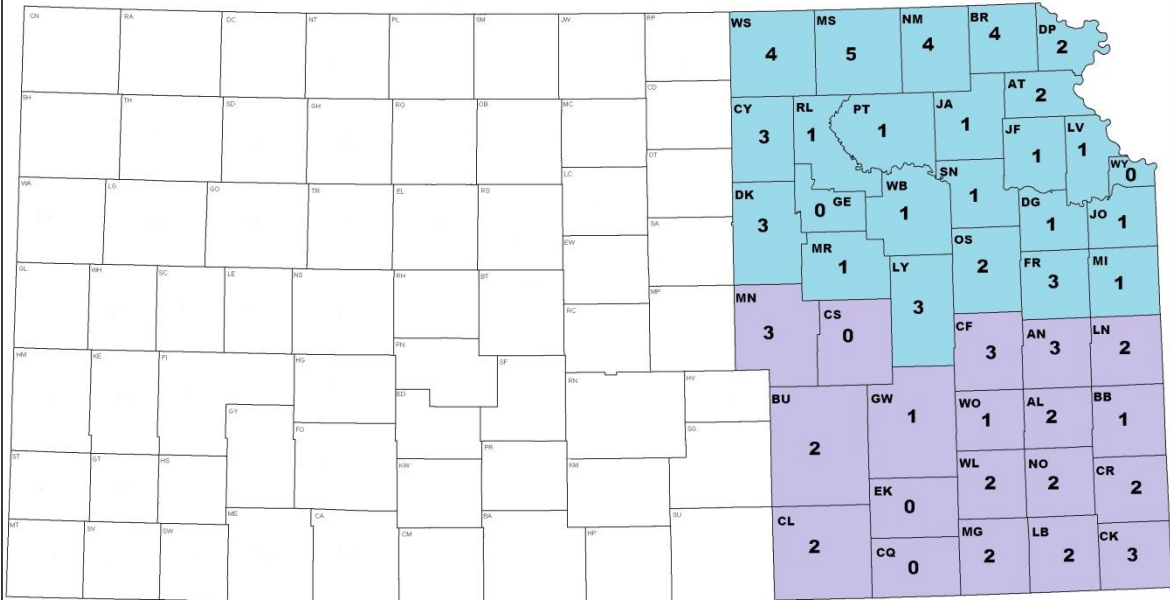 CN RA DC NT PL SM JW RP WS MS NM BR DP
4 5 4 4 2
SH TH SD GH RO OB MC CD CY RL PT JA AT
3 1 1 1 2
JF LV WY
1 1 0
WA LG GO TR EL RS LC OT DK GE WB SN
3 0 1 1
DG JO
1 1
EW SA MR LY OS FR MI
1 3 2 3 1
GL WH SC LE NS RH BT RC MP MN CS CF AN LN
3 0 3 3 2
HM KE FI HG PN SF RN HV BU GW WO AL BB
2 1 1 2 1
GY FO ED SG
ST GT HS KW PR KM WL NO CR
2 2 2
EK
0
MT SV SW ME CA CM BA HP SU CL CQ MG LB CK
2 0 2 2 3